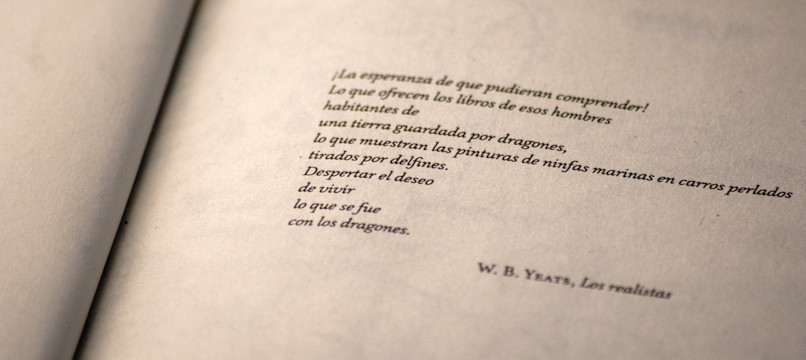 ¡La esperanza de que pudieran comprender!
Lo que ofrecen los libros de esos hombres
habitantes de
una tierra guardada por dragones,
lo que muestran las pinturas de ninfas marinas en carros perlados
tirados por delfines.
Despertar el deseo
de vivir
lo que se fue
con los dragones.
W. B. YEATS, Los realistas